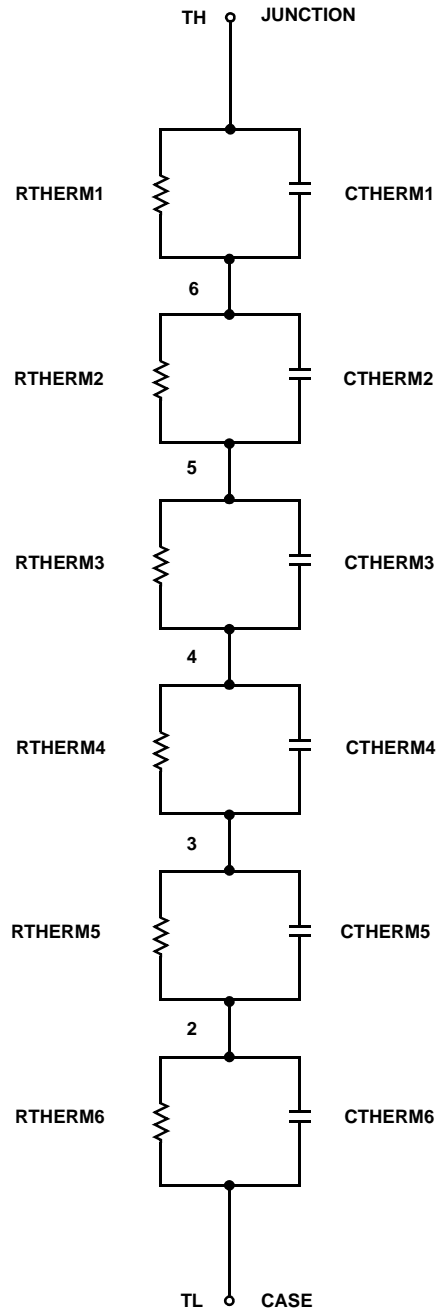 TH JUNCTION
RTHERM1 CTHERM1
6
RTHERM2 CTHERM2
5
RTHERM3 CTHERM3
4
RTHERM4 CTHERM4
3
RTHERM5 CTHERM5
2
RTHERM6 CTHERM6
TL CASE